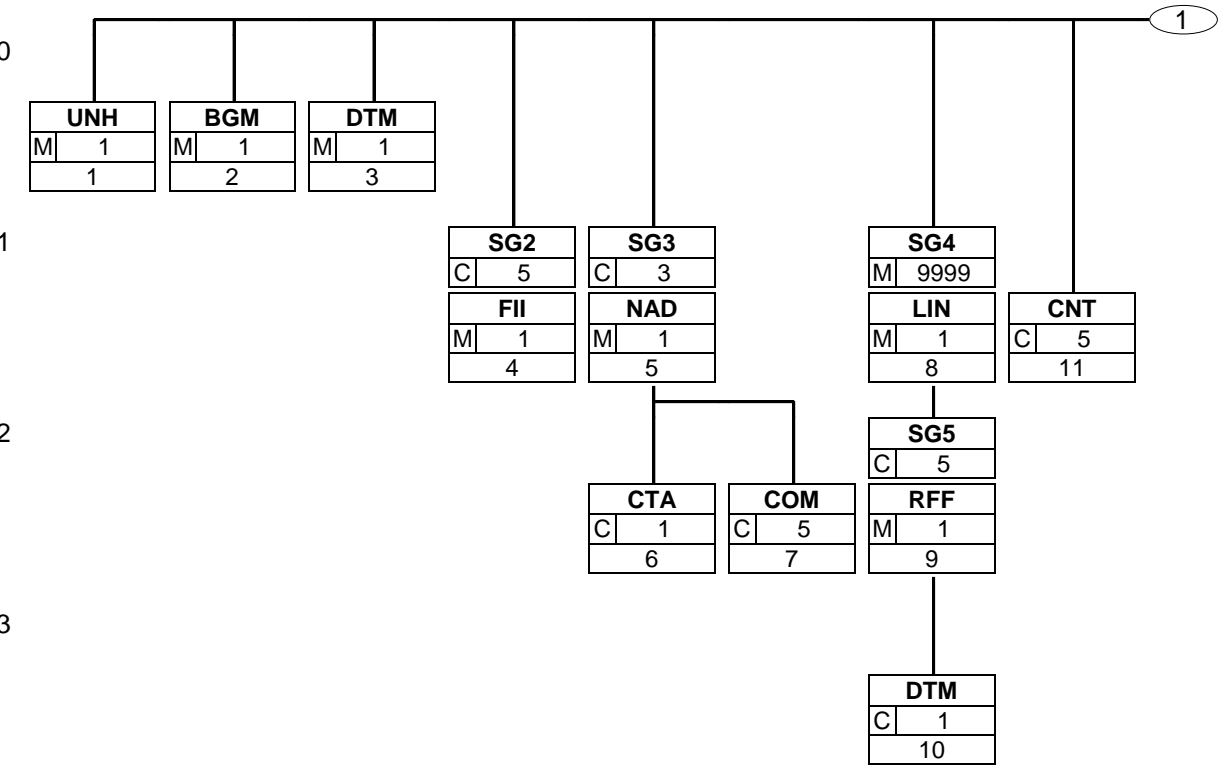 1
0
UNH BGM DTM
M 1 M 1 M 1
1 2 3
1
SG2 SG3 SG4
C 5 C 3 M 9999
FII NAD LIN CNT
M 1 M 1 M 1 C 5
4 5 8 11
2
SG5
C 5
CTA COM RFF
C 1 C 5 M 1
6 7 9
3
DTM
C 1
10